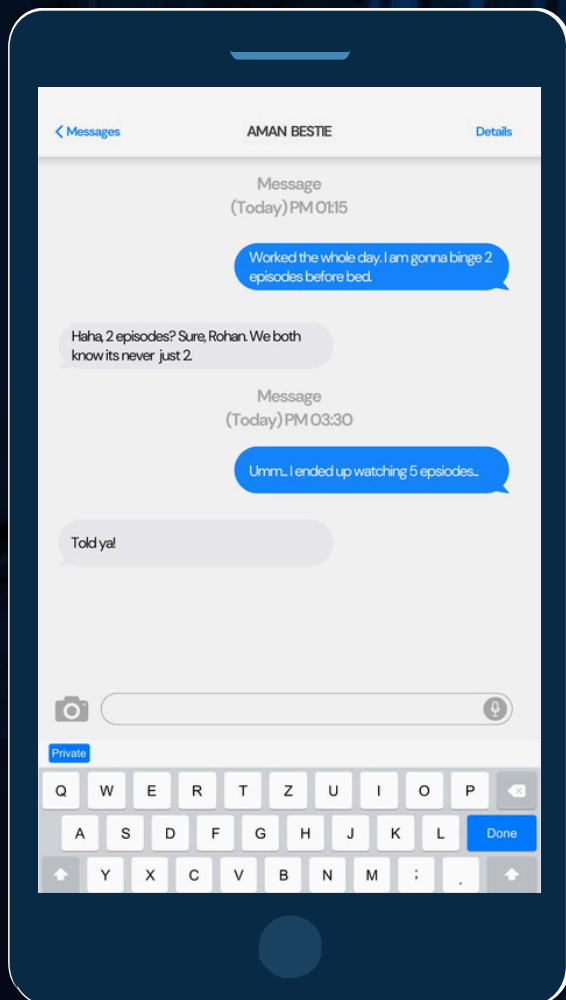 Messages
AMAN BESTIE
Details
Message
(Today) PM 01:15
Worked the whole day. I am gonna binge 2
episodes before bed.
Haha, 2 episodes? Sure, Rohan. We both
know its never just 2.
Message
(Today) PM 03:30
Umm... I ended up watching 5 epsiodes...
Told ya!
Private
Q W E R T Z U I O P
A S D F G H J K L Done
Y X C V B N M ; .